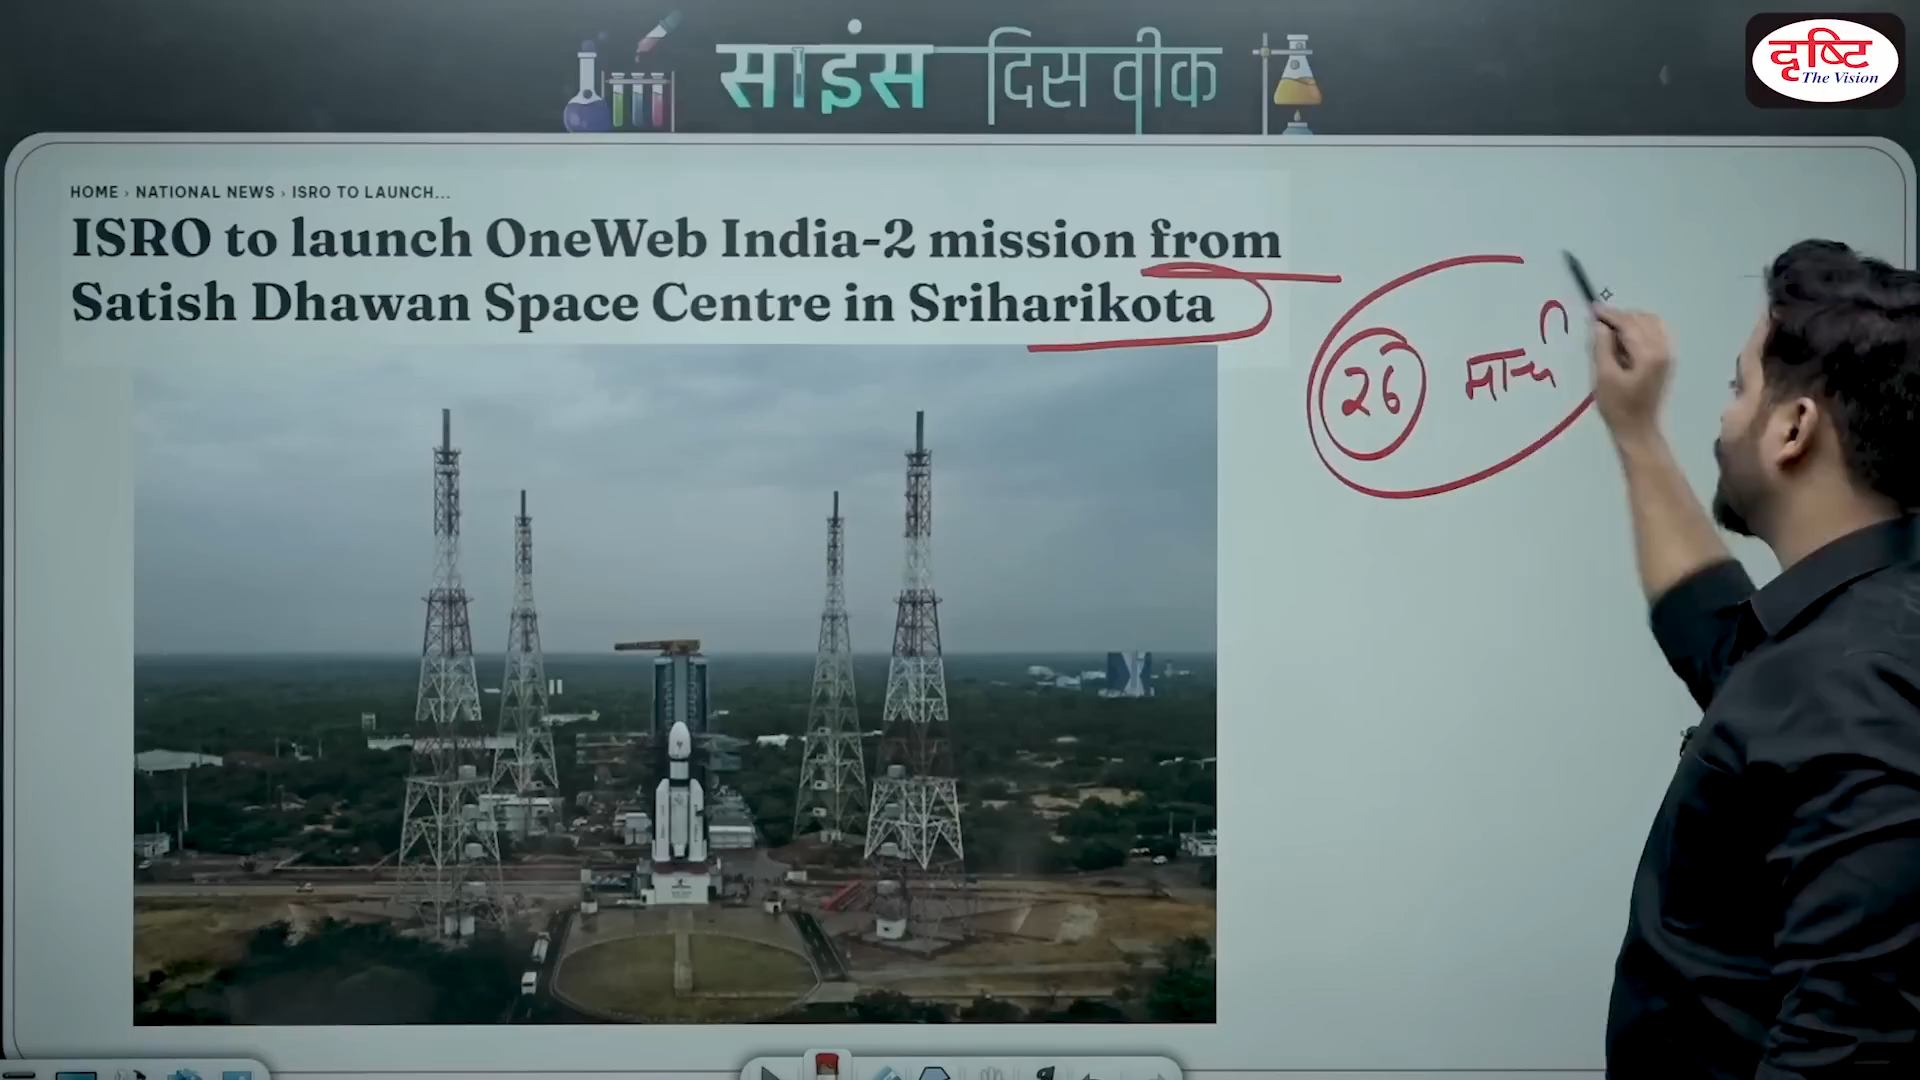 साइंस दिस वीक
दृष्टि
The Vision
HOME › NATIONAL NEWS › ISRO TO LAUNCH...
ISRO to launch OneWeb India-2 mission from
Satish Dhawan Space Centre in Sriharikota
26 मार्च